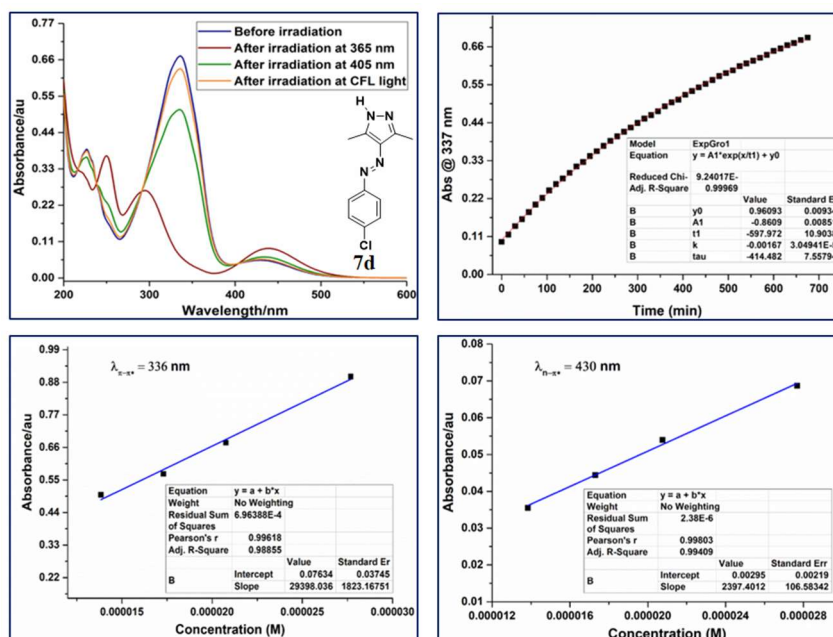 0.77
0.66
0.55
0.44
0.33
0.22
0.11
0.00
Absorbance/au
200 300 400 500 600
Wavelength/nm
Before irradiation
After irradiation at 365 nm
After irradiation at 405 nm
After irradiation at CFL light
H
N N
N
N
Cl
7d
0.66
0.55
0.44
0.33
0.22
0.11
0.00
Abs @ 337 nm
0 100 200 300 400 500 600 700
Time (min)
Model ExpGro1
Equation y = A1*exp(x/t1) + y0
Reduced Chi- 9.24017E-
Adj. R-Square 0.99969
Value Standard Er
B y0 0.96093 0.0093
B A1 -0.8609 0.0085
B t1 -597.972 10.9038
B k -0.00167 3.04941E-
B tau -414.482 7.5579
0.99
0.88
0.77
0.66
0.55
0.44
0.33
0.22
Absorbance/au
λπ-π* = 336 nm
Equation y = a + b*x
Weight No Weighting
Residual Sum of Squares 6.96388E-4
Pearson's r 0.99618
Adj. R-Square 0.98855
Value Standard Er
B Intercept 0.07634 0.03745
Slope 29398.036 1823.16751
0.000015 0.000020 0.000025 0.000030
Concentration (M)
0.08
0.07
0.06
0.05
0.04
0.03
0.02
0.01
Absorbance/au
λn-π* = 430 nm
Equation y = a + b*x
Weight No Weighting
Residual Sum of Squares 2.38E-6
Pearson's r 0.99803
Adj. R-Square 0.99409
Value Standard Err
B Intercept 0.00295 0.00219
Slope 2397.4012 106.58342
0.000012 0.000016 0.000020 0.000024 0.000028
Concentration (M)